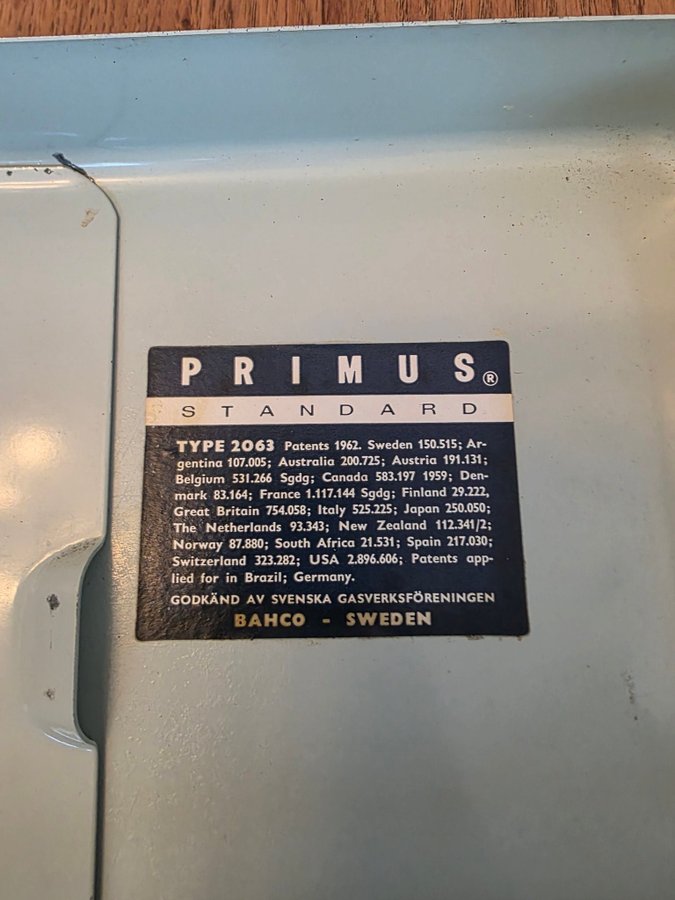 PRIMUS®
STANDARD
TYPE 2063 Patents 1962. Sweden 150.515; Ar-
gentina 107.005; Australia 200.725; Austria 191.131;
Belgium 531.266 Sgdg; Canada 583.197 1959; Den-
mark 83.164; France 1.117.144 Sgdg; Finland 29.222,
Great Britain 754.058; Italy 525.225; Japan 250.050;
The Netherlands 93.343; New Zealand 112.341/2;
Norway 87.880; South Africa 21.531; Spain 217.030;
Switzerland 323.282; USA 2.896.606; Patents app-
lied for in Brazil; Germany.
GODKÄND AV SVENSKA GASVERKSFÖRENINGEN
BAHCO - SWEDEN